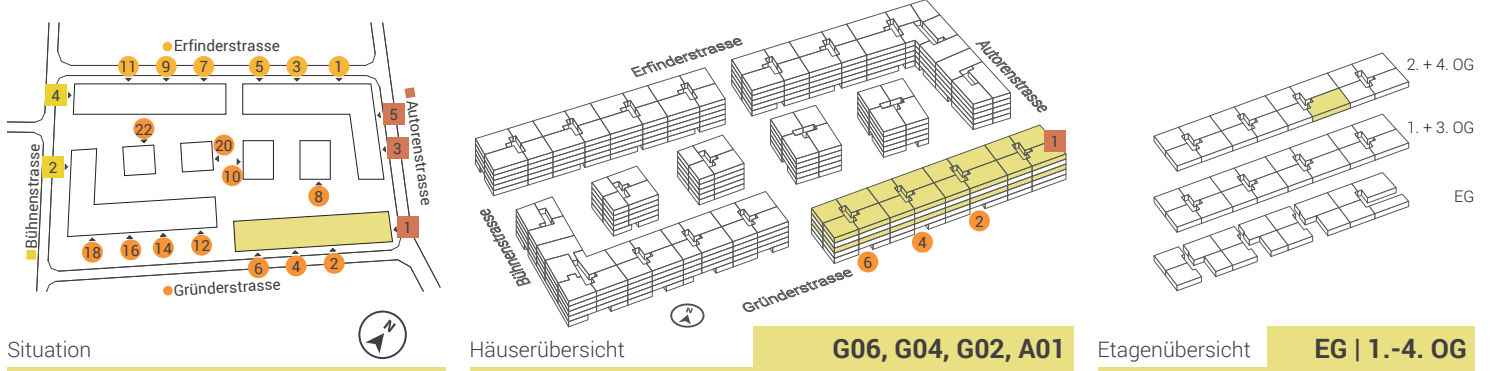 Erfinderstrasse
11 9 7 5 3 1
4
5
3
Autorenstrasse
22
20
10
8
2
Bühnenstrasse
1
18 16 14 12
6 4 2
Gründerstrasse
N
Situation
Erfinderstrasse
Autorenstrasse
1
2
4
6
Bühnenstrasse
Gründerstrasse
N
Häuserübersicht
G06, G04, G02, A01
2. + 4. OG
1. + 3. OG
EG
Etagenübersicht
EG | 1.-4. OG